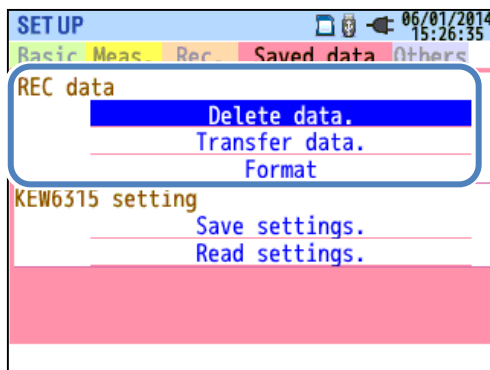 SET UP 06/01/2014
15:26:35
Basic Meas. Rec. Saved data Others
REC data
Delete data.
Transfer data.
Format
KEW6315 setting
Save settings.
Read settings.